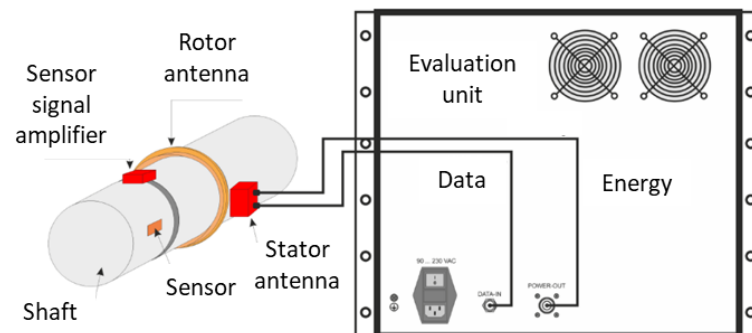 Rotor
antenna
Sensor
signal
amplifier
Evaluation
unit
Data
Energy
Stator
antenna
Sensor
Shaft
90 ... 230 VAC
DATA-IN
POWER-OUT